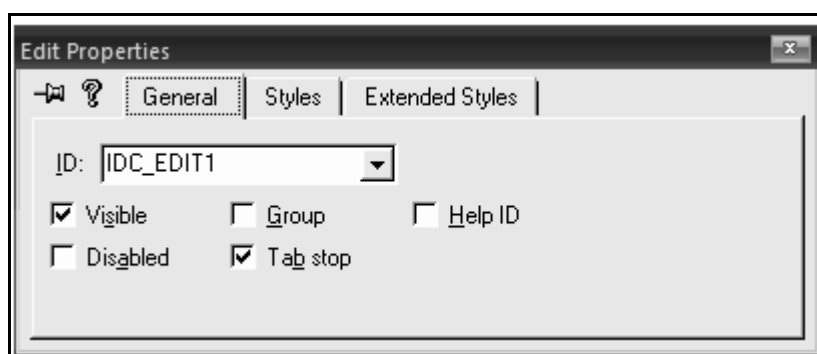 Edit Properties
General Styles Extended Styles
ID: IDC_EDIT1
Visible Group Help ID
Disabled Tab stop